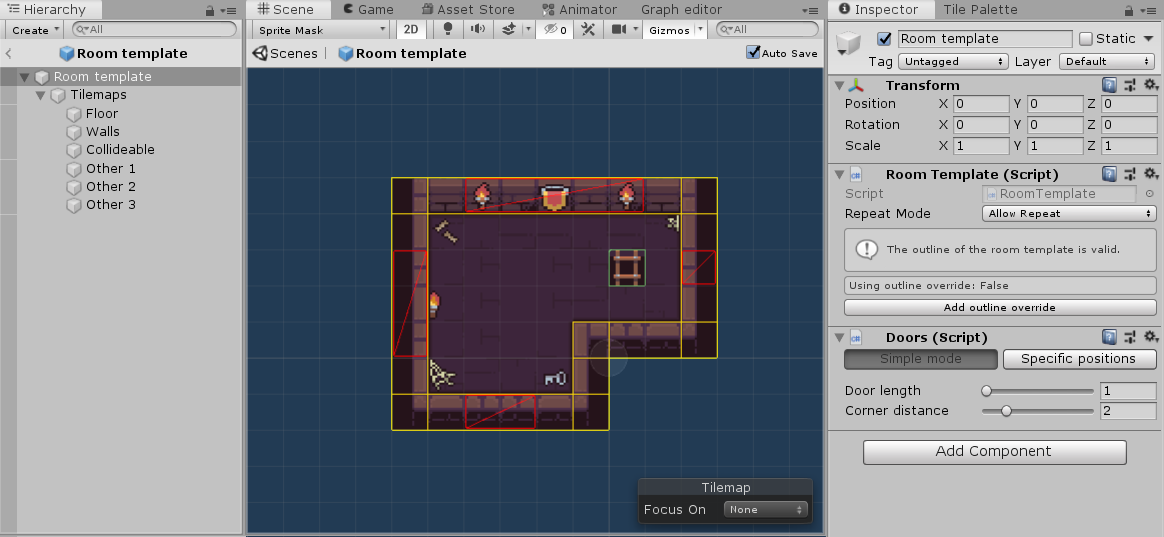 Hierarchy
Create
All
Room template
Room template
Tilemaps
Floor
Walls
Collideable
Other 1
Other 2
Other 3
Scene
Game
Asset Store
Animator
Graph editor
Sprite Mask
2D
0
Gizmos
All
Scenes
Room template
Auto Save
Tilemap
Focus On
None
Inspector
Tile Palette
Room template
Static
Tag
Untagged
Layer
Default
Transform
Position X 0 Y 0 Z 0
Rotation X 0 Y 0 Z 0
Scale X 1 Y 1 Z 1
Room Template (Script)
Script RoomTemplate
Repeat Mode Allow Repeat
The outline of the room template is valid.
Using outline override: False
Add outline override
Doors (Script)
Simple mode
Specific positions
Door length 1
Corner distance 2
Add Component